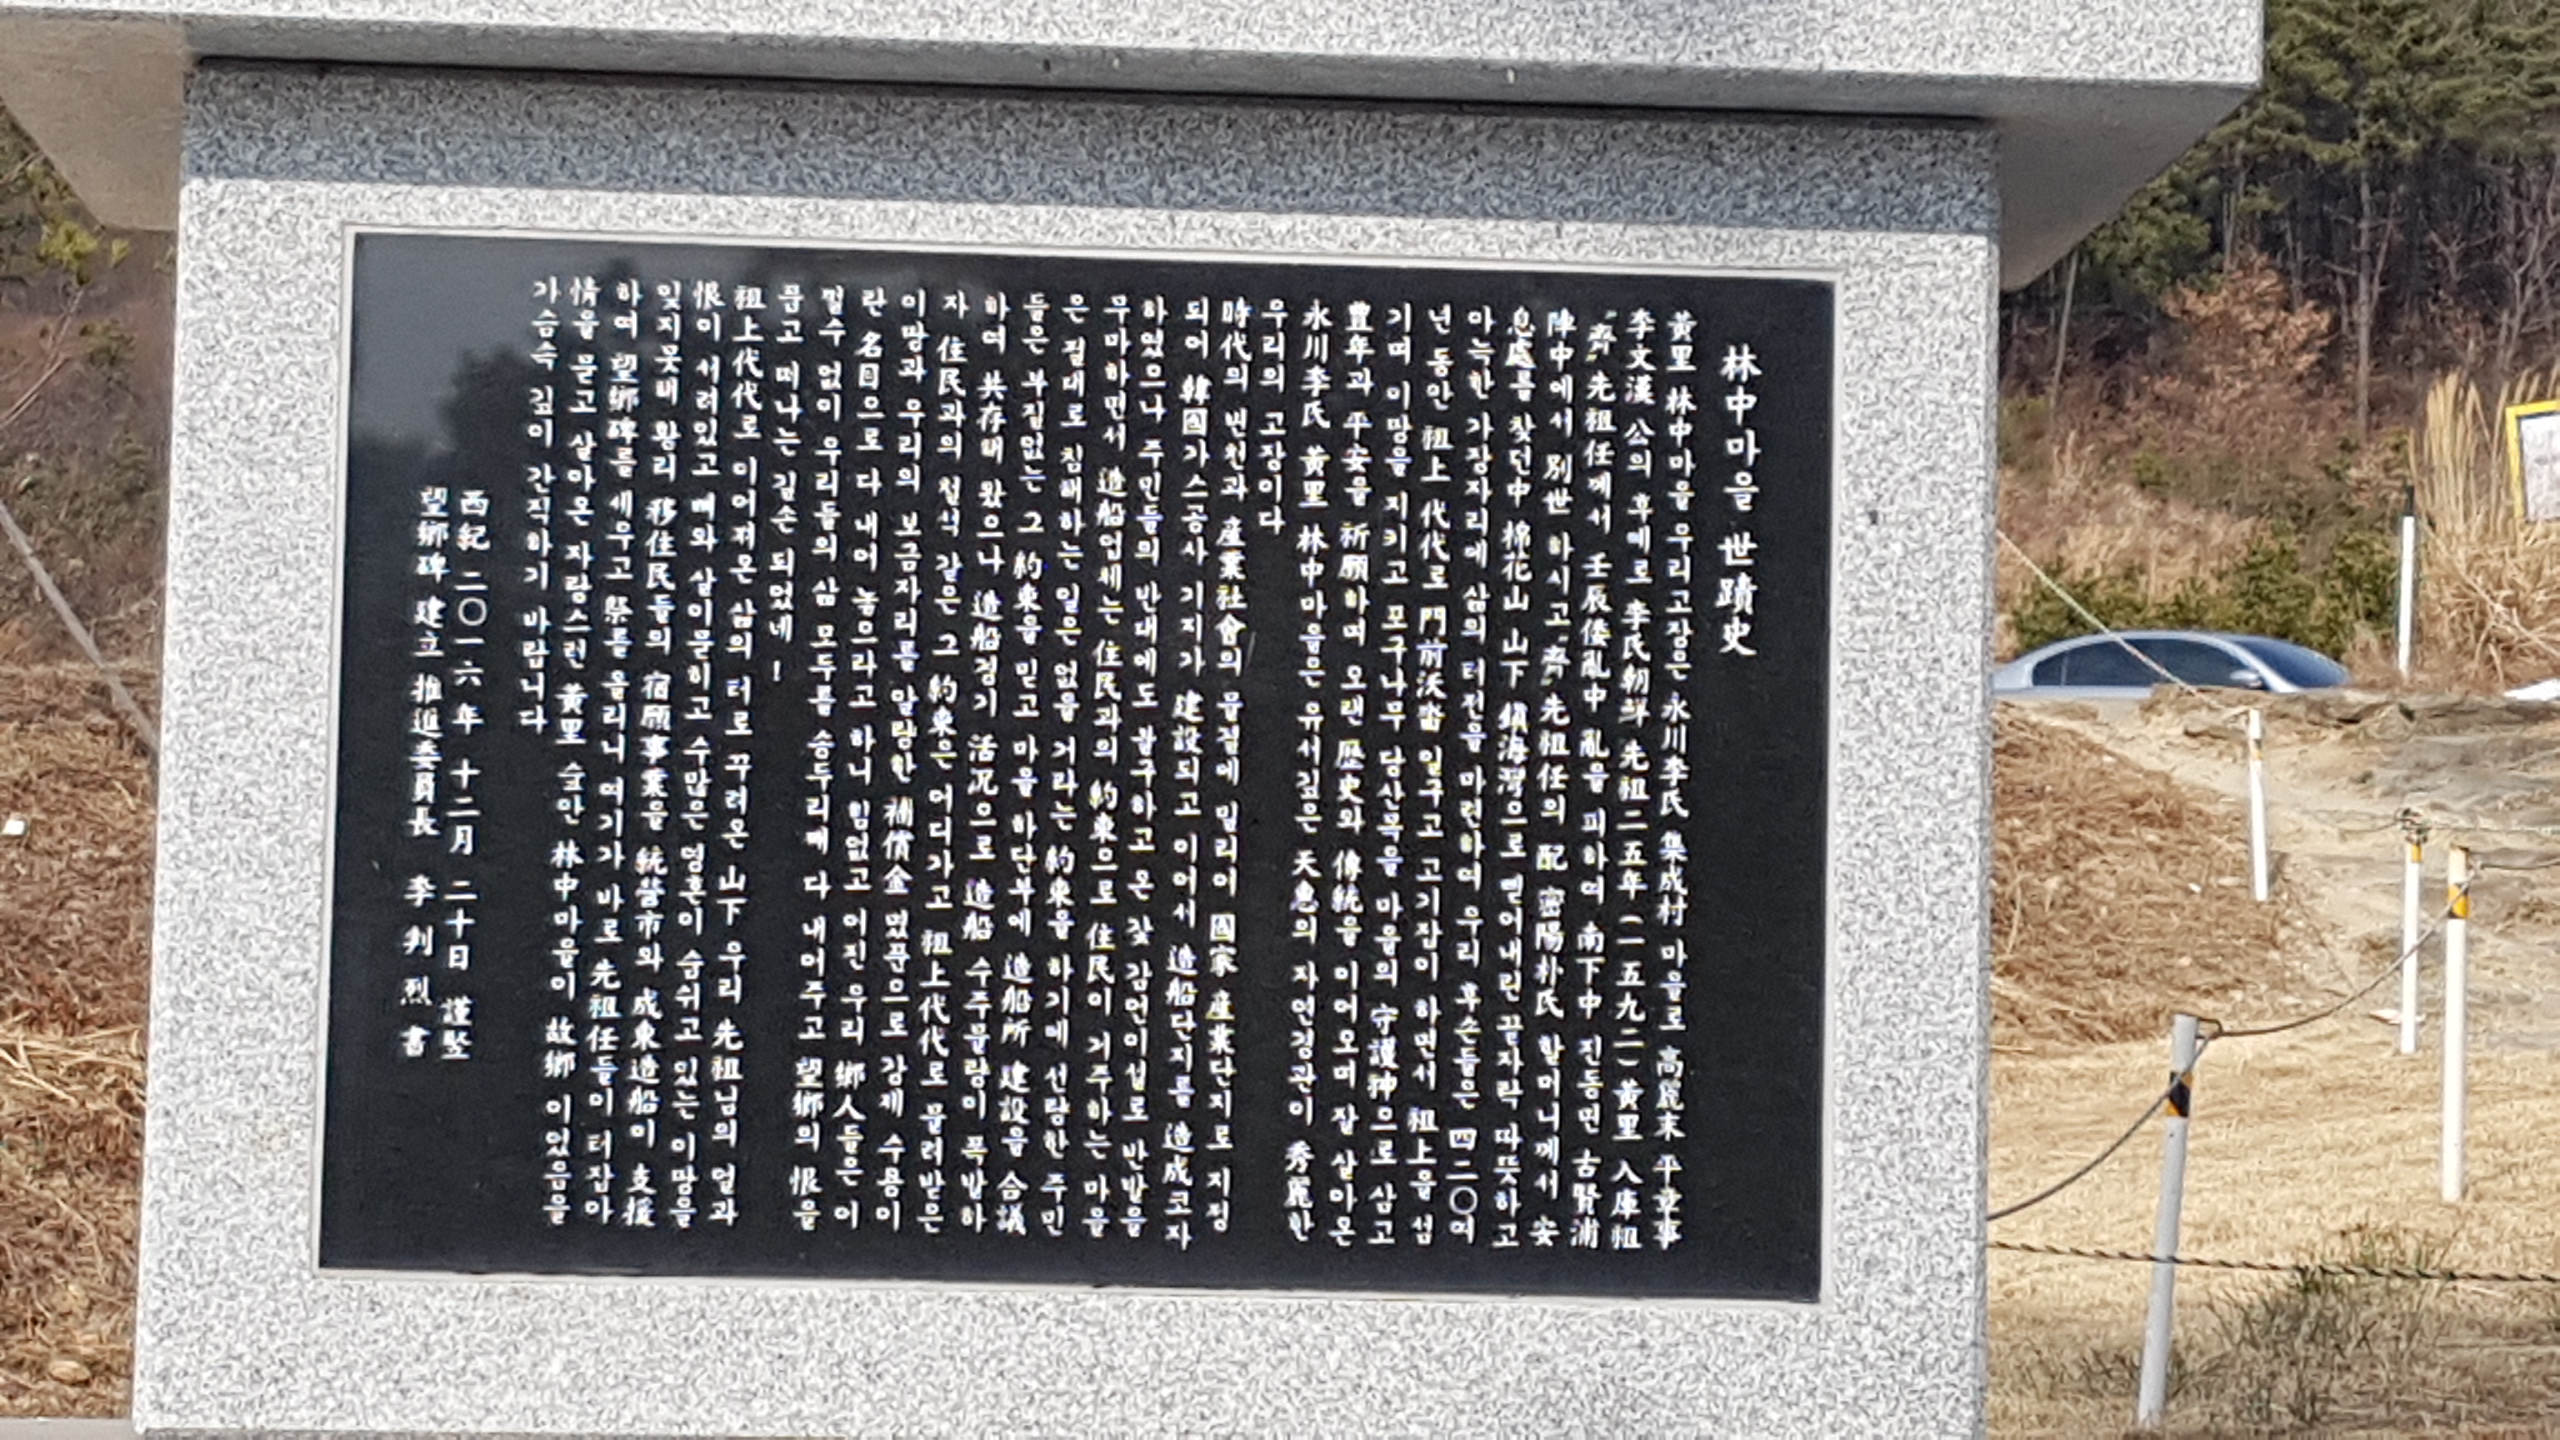 林中마을 世蹟史
黃里 林中마을 우리고장은 永川李氏 集成村 마을로 高麗末 平章事
李文漢 公의 후예로 李氏朝鮮 先祖二五年(一五九二)黃里 入庫祖
先祖任께서 壬辰倭亂中 亂을 피하여 南下中 진동면 古賢浦
陣中에서 別世 하시고 先祖任의 配 密陽朴氏 할머니께서 安
息處를 찾던中 棉花山 山下 鎭海灣으로 뻗어내린 끝자락 따뜻하고
아늑한 가장자리에 삶의 터전을 마련하여 우리 후손들은 四二〇여
년 동안 祖上 代代로 門前沃畓 일구고 고기잡이 하면서 祖上을 섬
기며 이땅을 지키고 포구나무 당산목을 마을의 守護神으로 삼고
豊年과 平安을 祈願하며 오랜 歷史와 傳統을 이어오며 잘 살아온
永川李氏 黃里 林中마을은 유서깊은 天惠의 자연경관이 秀麗한
우리의 고장이다
時代의 변천과 産業社會의 물결에 밀리어 國家 産業단지로 지정
되어 韓國가스공사 기지가 建設되고 이어서 造船단지를 造成코자
하였으나 주민들의 반대에도 불구하고 온갖 감언이설로 반발을
무마하면서 造船업체는 住民과의 約束으로 住民이 거주하는 마을
은 절대로 침해하는 일은 없을 거라는 約束을 하기에 선량한 주민
들은 부질없는 그 約束을 믿고 마을 하단부에 造船所 建設을 合議
하여 共存해 왔으나 造船경기 活況으로 造船 수주물량이 폭발하
자 住民과의 철석 같은 그 約束은 어디가고 祖上代代로 물려받은
이땅과 우리의 보금자리를 알량한 補償金 몇푼으로 강제 수용이
란 名目으로 다 내어 놓으라고 하니 힘없고 어진 우리 鄕人들은 어
쩔수 없이 우리들의 삶 모두를 송두리째 다 내어주고 望鄕의 恨을
품고 떠나는 길손 되었네 !
祖上代代로 이어져온 삶의 터로 꾸려온 山下 우리 先祖님의 얼과
恨이 서려있고 뼈와 살이묻히고 수많은 영혼이 숨쉬고 있는 이땅을
잊지못해 황리 移住民들의 宿願事業을 統營市와 成東造船이 支援
하여 望鄕碑를 세우고 祭를 올리니 여기가 바로 先祖任들이 터잡아
情을 묻고 살아온 자랑스런 黃里 숲안 林中마을이 故鄕 이었음을
가슴속 깊이 간직하기 바랍니다
西紀 二〇一六年 十二月 二十日 謹竪
望鄕碑 建立 推進委員長 李判烈 書